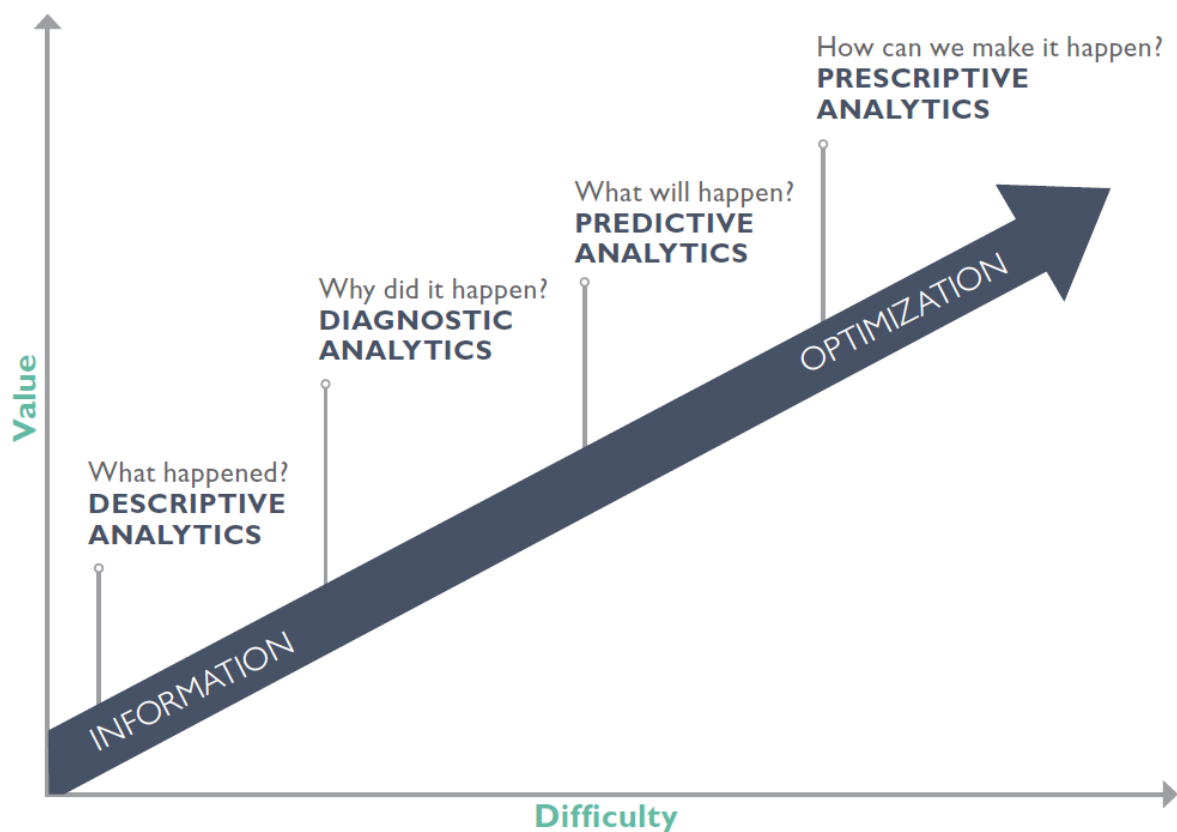 How can we make it happen?
PRESCRIPTIVE
ANALYTICS
What will happen?
PREDICTIVE
ANALYTICS
Why did it happen?
DIAGNOSTIC
ANALYTICS
What happened?
DESCRIPTIVE
ANALYTICS
Value
INFORMATION
OPTIMIZATION
Difficulty